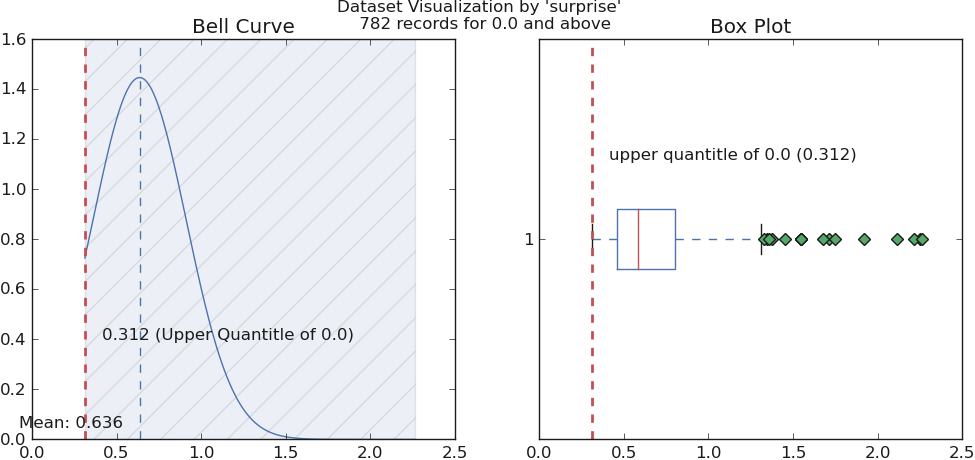 Dataset Visualization by 'surprise'
782 records for 0.0 and above
Bell Curve
1.6
1.4
1.2
1.0
0.8
0.6
0.4
0.2
0.0
0.312 (Upper Quantitle of 0.0)
Mean: 0.636
0.0 0.5 1.0 1.5 2.0 2.5
Box Plot
upper quantitle of 0.0 (0.312)
1
0.0 0.5 1.0 1.5 2.0 2.5